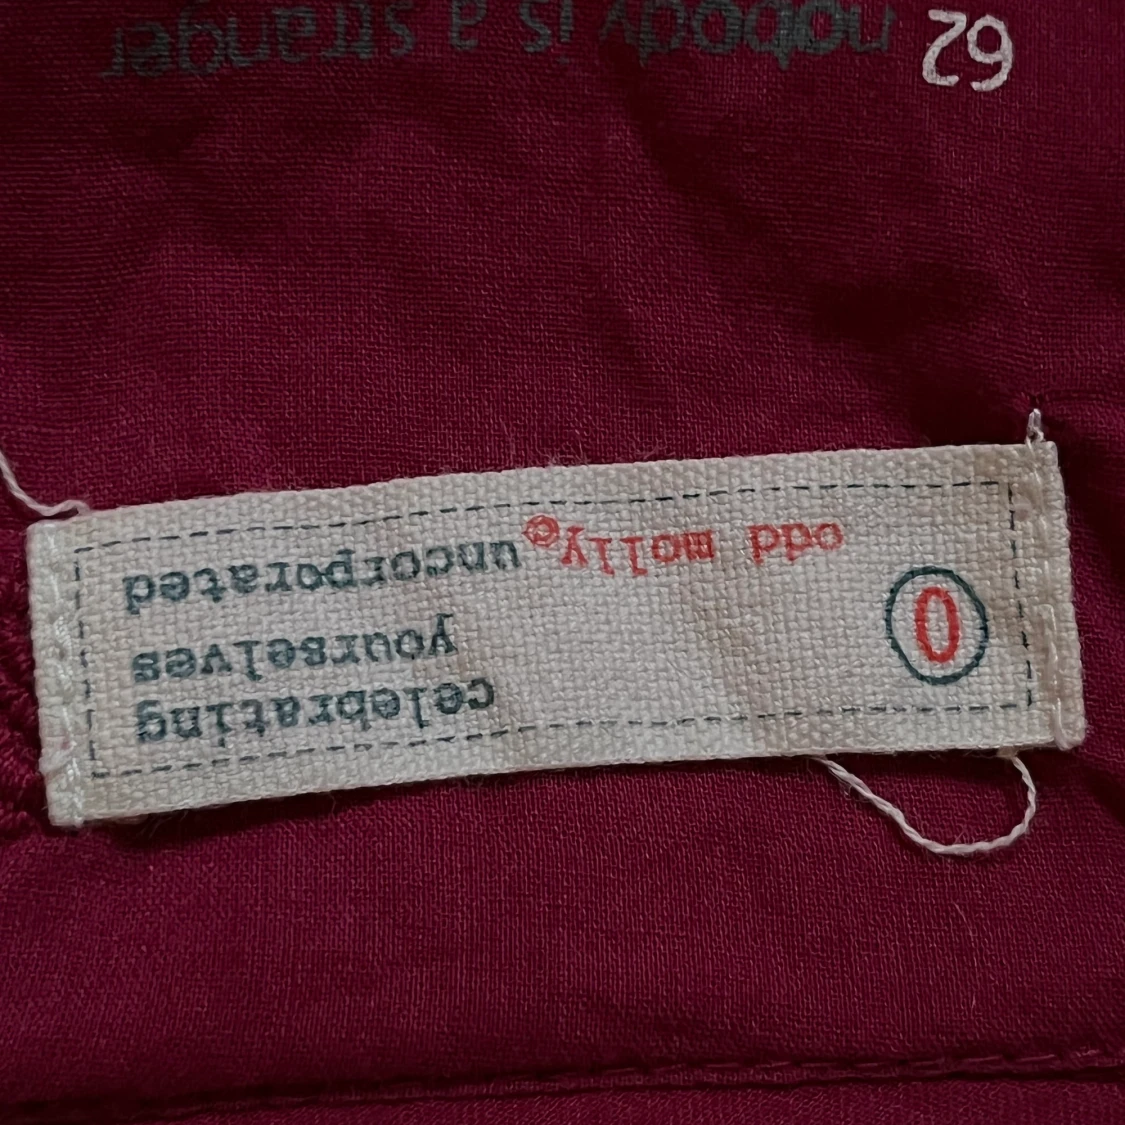 celebrating
yourselves
0
odd molly® uncorporated
62 nobody is a stranger